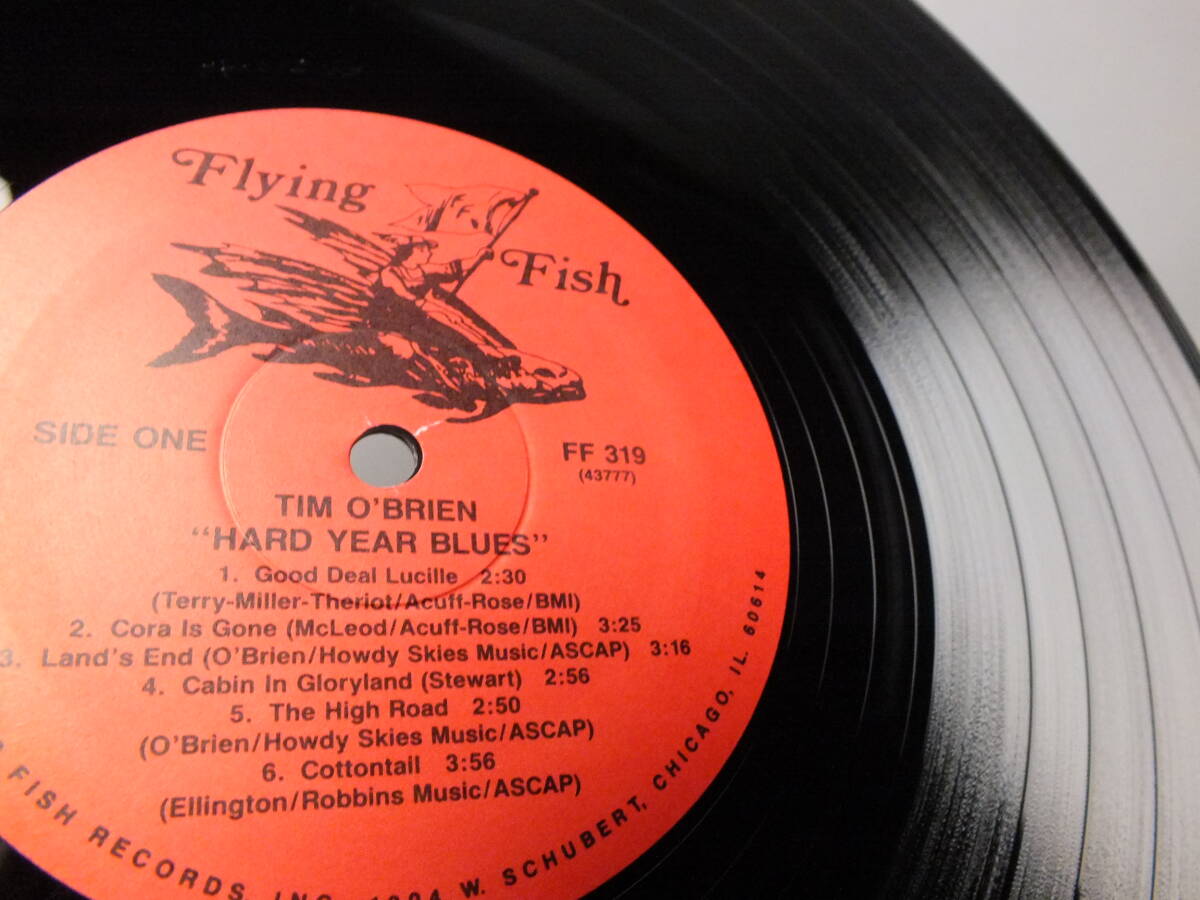 Flying
Fish
SIDE ONE
FF 319
(43777)
TIM O'BRIEN
"HARD YEAR BLUES"
1. Good Deal Lucille 2:30
(Terry-Miller-Theriot/Acuff-Rose/BMI)
2. Cora Is Gone (McLeod/Acuff-Rose/BMI) 3:25
3. Land's End (O'Brien/Howdy Skies Music/ASCAP) 3:16
4. Cabin In Gloryland (Stewart) 2:56
5. The High Road 2:50
(O'Brien/Howdy Skies Music/ASCAP)
6. Cottontail 3:56
(Ellington/Robbins Music/ASCAP)
FISH RECORDS, INC. 1304 W. SCHUBERT, CHICAGO, IL. 60614